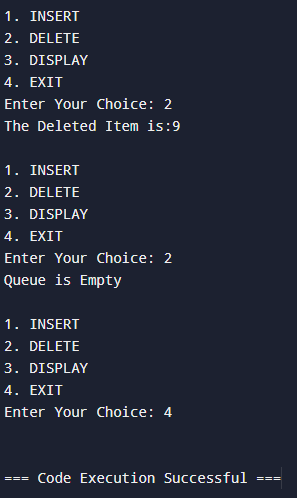 1. INSERT
2. DELETE
3. DISPLAY
4. EXIT
Enter Your Choice: 2
The Deleted Item is:9
1. INSERT
2. DELETE
3. DISPLAY
4. EXIT
Enter Your Choice: 2
Queue is Empty
1. INSERT
2. DELETE
3. DISPLAY
4. EXIT
Enter Your Choice: 4
=== Code Execution Successful ===